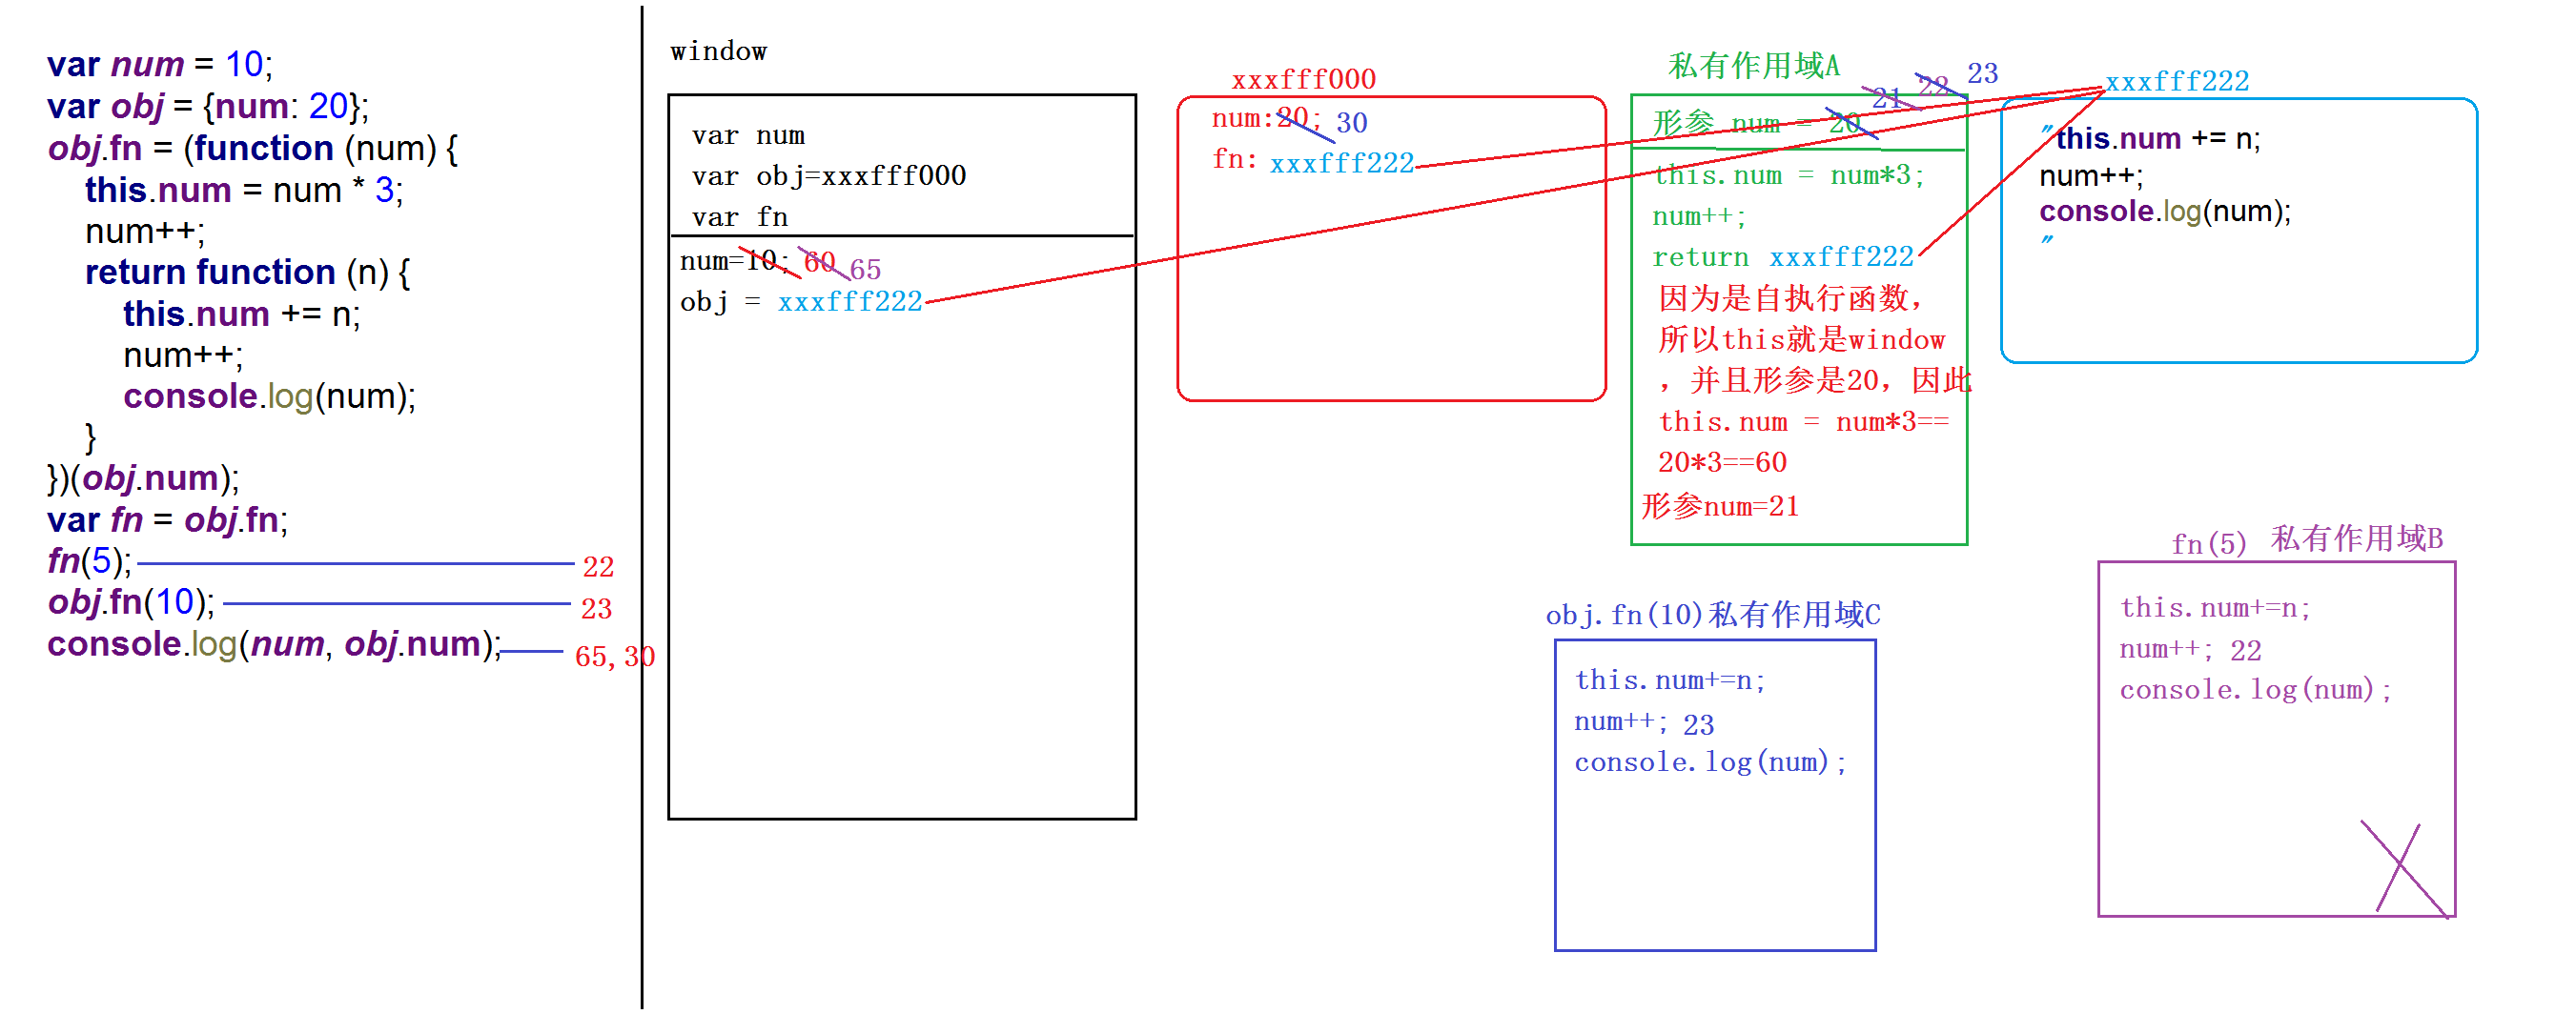 var num = 10;
var obj = {num: 20};
obj.fn = (function (num) {
this.num = num * 3;
num++;
return function (n) {
this.num += n;
num++;
console.log(num);
}
})(obj.num);
var fn = obj.fn;
fn(5); 22
obj.fn(10); 23
console.log(num, obj.num); 65,30
window
var num
var obj=xxxfff000
var fn
num=10; 60 65
obj = xxxfff222
xxxfff000
num:20; 30
fn: xxxfff222
私有作用域A
形参 num = 20 21 22 23
this.num = num*3;
num++;
return xxxfff222
因为是自执行函数，
所以this就是window
，并且形参是20，因此
this.num = num*3==
20*3==60
形参num=21
xxxfff222
"this.num += n;
num++;
console.log(num);
"
obj.fn(10)私有作用域C
this.num+=n;
num++; 23
console.log(num);
fn(5) 私有作用域B
this.num+=n;
num++; 22
console.log(num);